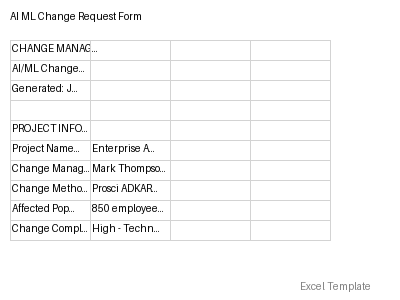 AI ML Change Request Form
CHANGE MANAG...
AI/ML Change...
Generated: J...
PROJECT INFO...
Project Name... Enterprise A...
Change Manag... Mark Thompso...
Change Metho... Prosci ADKAR...
Affected Pop... 850 employee...
Change Compl... High - Techn...
Excel Template